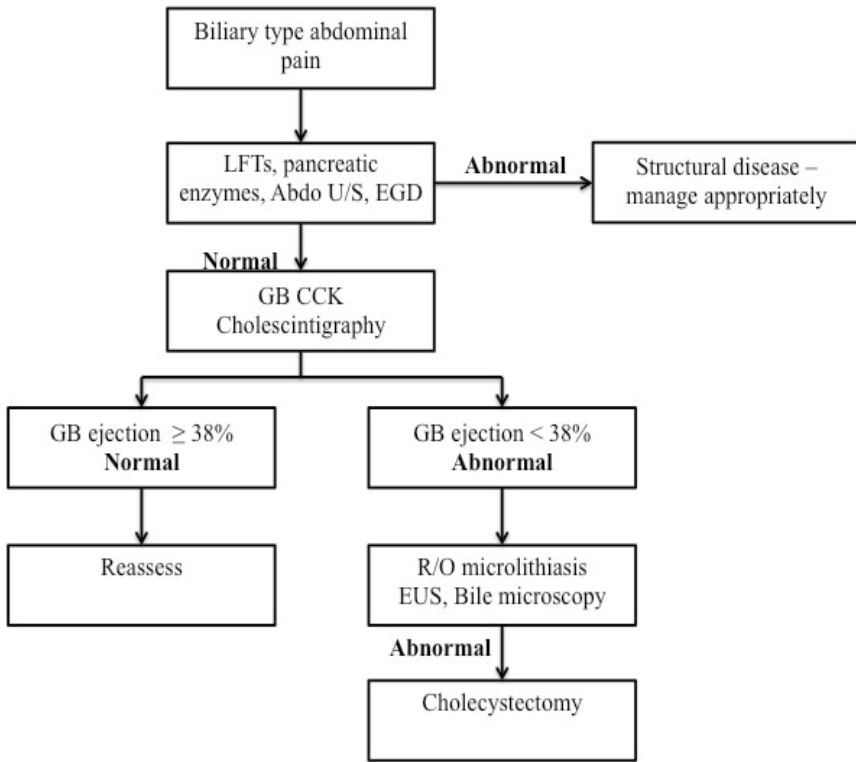 Biliary type abdominal
pain
LFTs, pancreatic
enzymes, Abdo U/S, EGD
Abnormal
Structural disease –
manage appropriately
Normal
GB CCK
Cholescintigraphy
GB ejection ≥ 38%
Normal
GB ejection < 38%
Abnormal
Reassess
R/O microlithiasis
EUS, Bile microscopy
Abnormal
Cholecystectomy